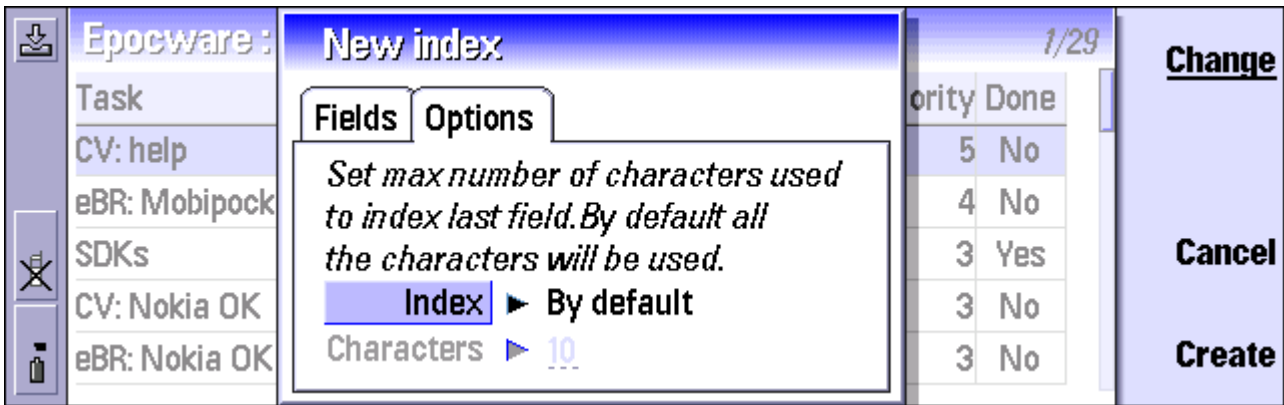 Epocware :
1/29
Task
ority Done
CV: help
5 No
eBR: Mobipock
4 No
SDKs
3 Yes
CV: Nokia OK
3 No
eBR: Nokia OK
3 No
New index
Fields Options
Set max number of characters used
to index last field.By default all
the characters will be used.
Index By default
Characters 10
Change
Cancel
Create